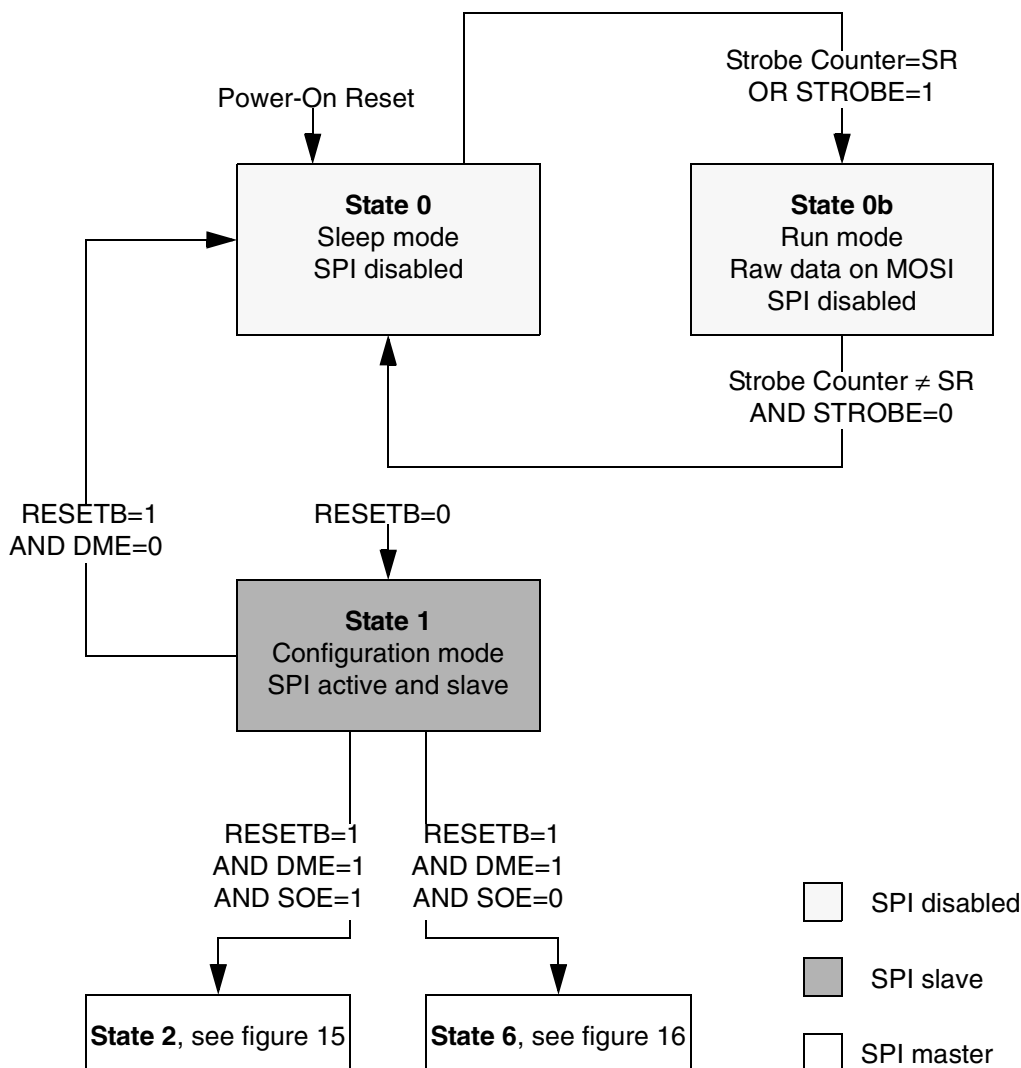 Strobe Counter=SR
OR STROBE=1
Power-On Reset
State 0
Sleep mode
SPI disabled
State 0b
Run mode
Raw data on MOSI
SPI disabled
Strobe Counter ≠ SR
AND STROBE=0
RESETB=1
AND DME=0
RESETB=0
State 1
Configuration mode
SPI active and slave
RESETB=1
AND DME=1
AND SOE=1
RESETB=1
AND DME=1
AND SOE=0
SPI disabled
SPI slave
SPI master
State 2, see figure 15
State 6, see figure 16